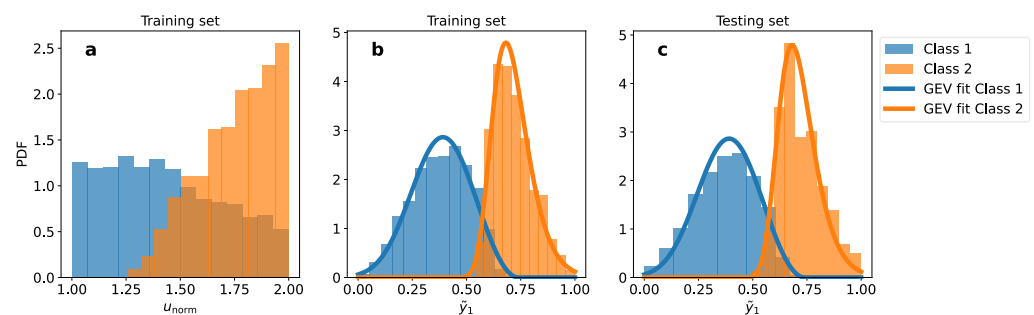 Training set
a
PDF
2.5
2.0
1.5
1.0
0.5
0.0
1.00 1.25 1.50 1.75 2.00
u_norm
Training set
b
5
4
3
2
1
0
0.00 0.25 0.50 0.75 1.00
ỹ₁
Testing set
c
5
4
3
2
1
0
0.00 0.25 0.50 0.75 1.00
ỹ₁
Class 1
Class 2
GEV fit Class 1
GEV fit Class 2